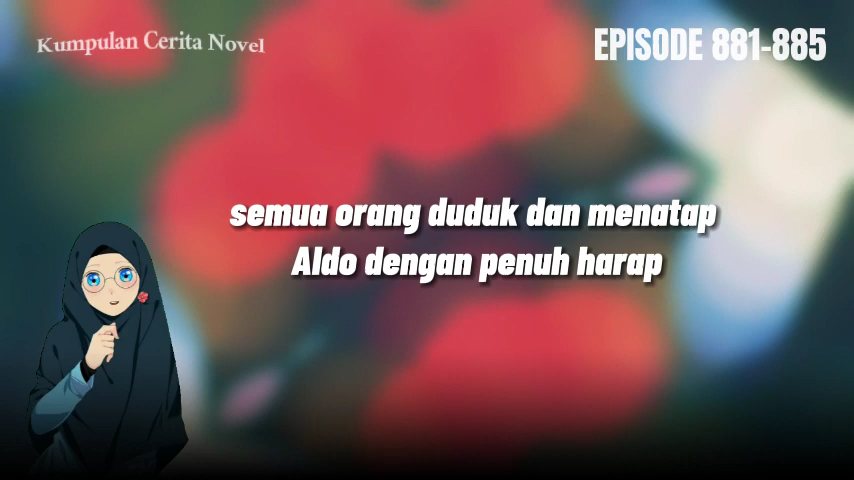 Kumpulan Cerita Novel
EPISODE 881-885
semua orang duduk dan menatap
Aldo dengan penuh harap